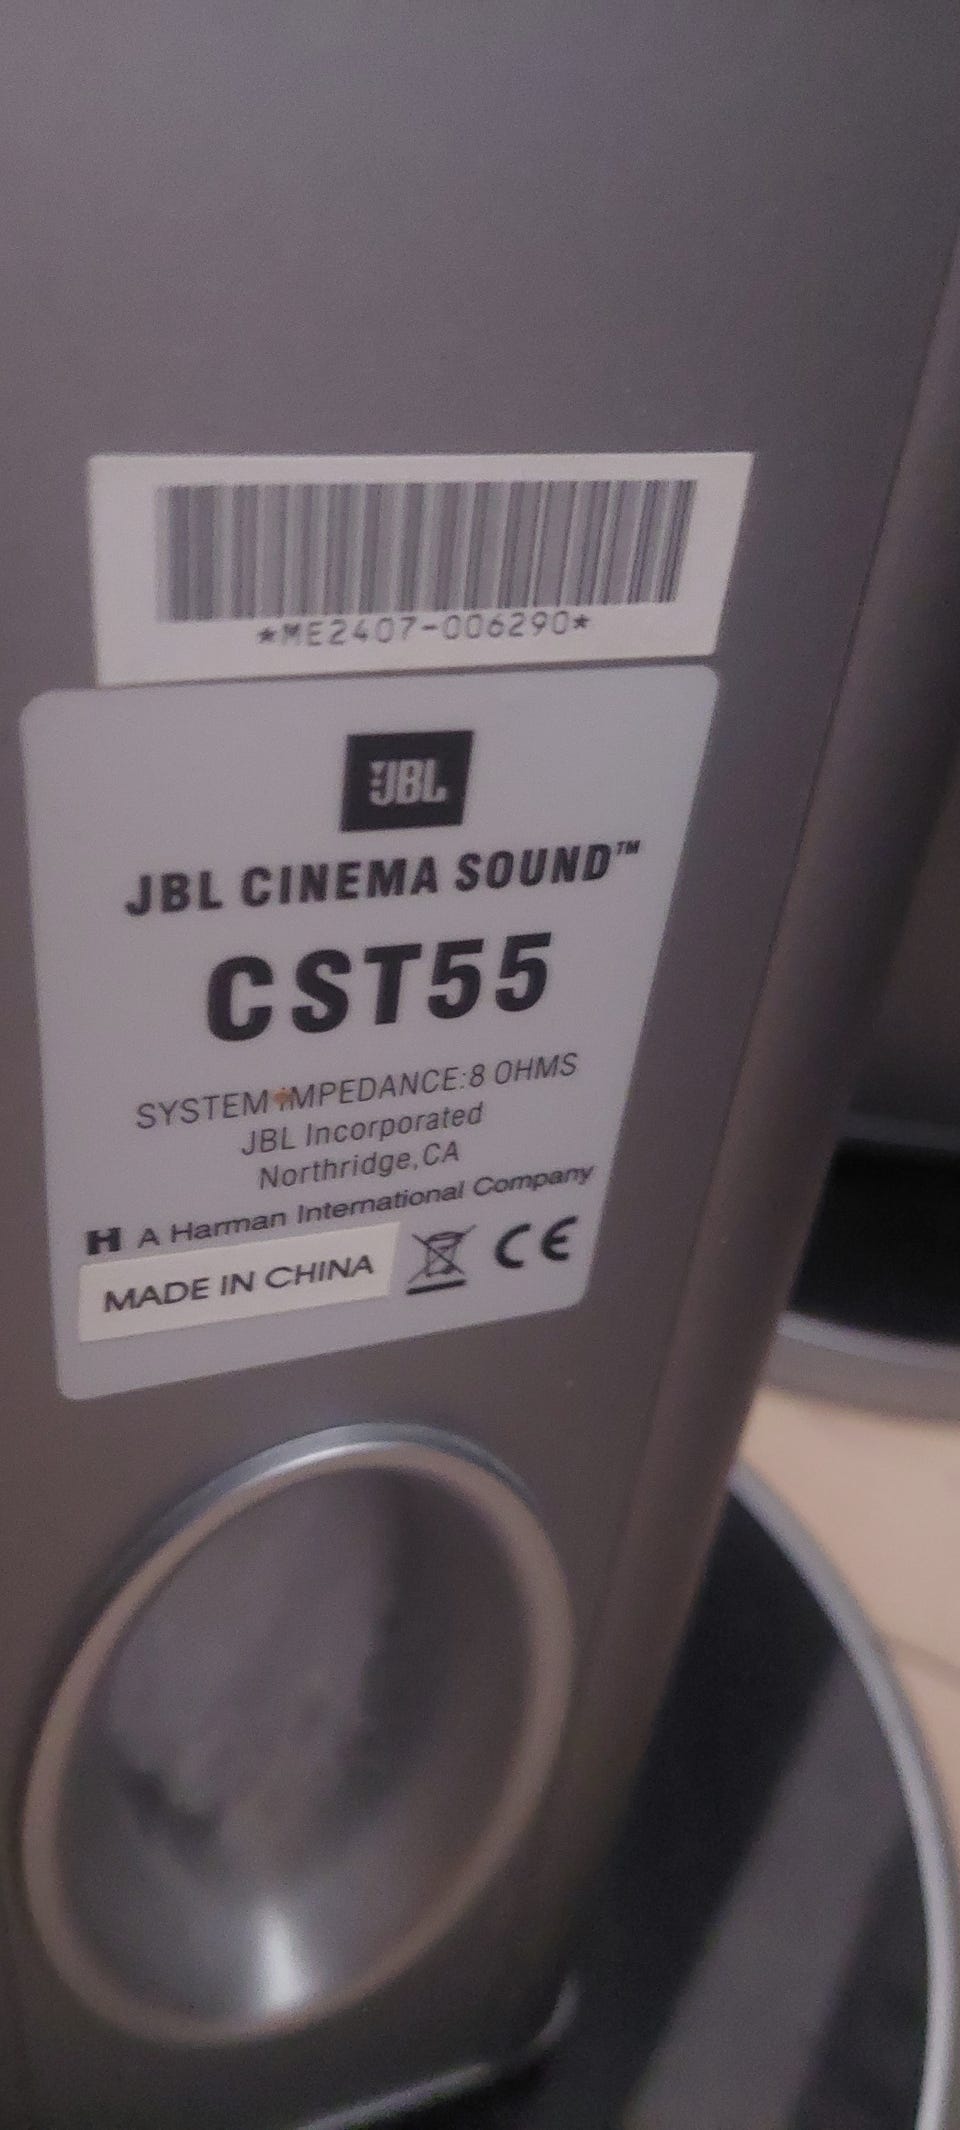 *ME2407-006290*
JBL
JBL CINEMA SOUND™
CST55
SYSTEM IMPEDANCE:8 OHMS
JBL Incorporated
Northridge,CA
H A Harman International Company
MADE IN CHINA CE